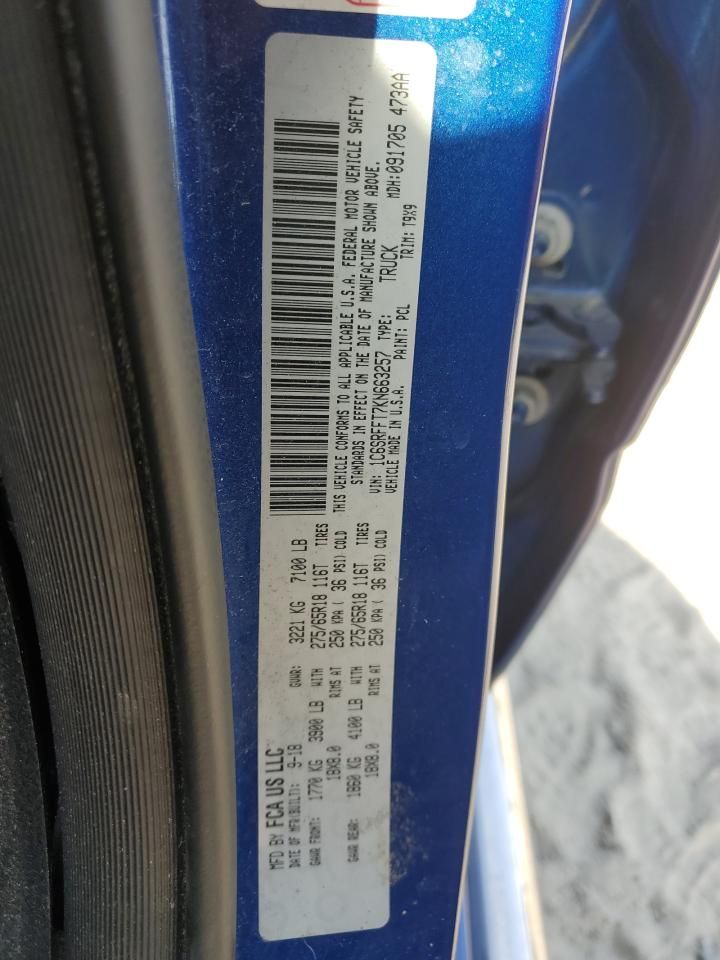 MFD BY FCA US LLC
DATE OF MFR(BUILT): 9-18 GVWR: 3221 KG 7100 LB
GAWR FRONT: 1770 KG 3900 LB WITH 275/65R18 116T TIRES
18X8.0 RIMS AT 250 KPA ( 36 PSI) COLD
GAWR REAR: 1860 KG 4100 LB WITH 275/65R18 116T TIRES
18X8.0 RIMS AT 250 KPA ( 36 PSI) COLD
THIS VEHICLE CONFORMS TO ALL APPLICABLE U.S.A. FEDERAL MOTOR VEHICLE SAFETY
STANDARDS IN EFFECT ON THE DATE OF MANUFACTURE SHOWN ABOVE.
VIN: 1C6SRFFT7KN663257 TYPE: TRUCK MDH:091705 473AA
VEHICLE MADE IN U.S.A. PAINT: PCL TRIM: T9X9